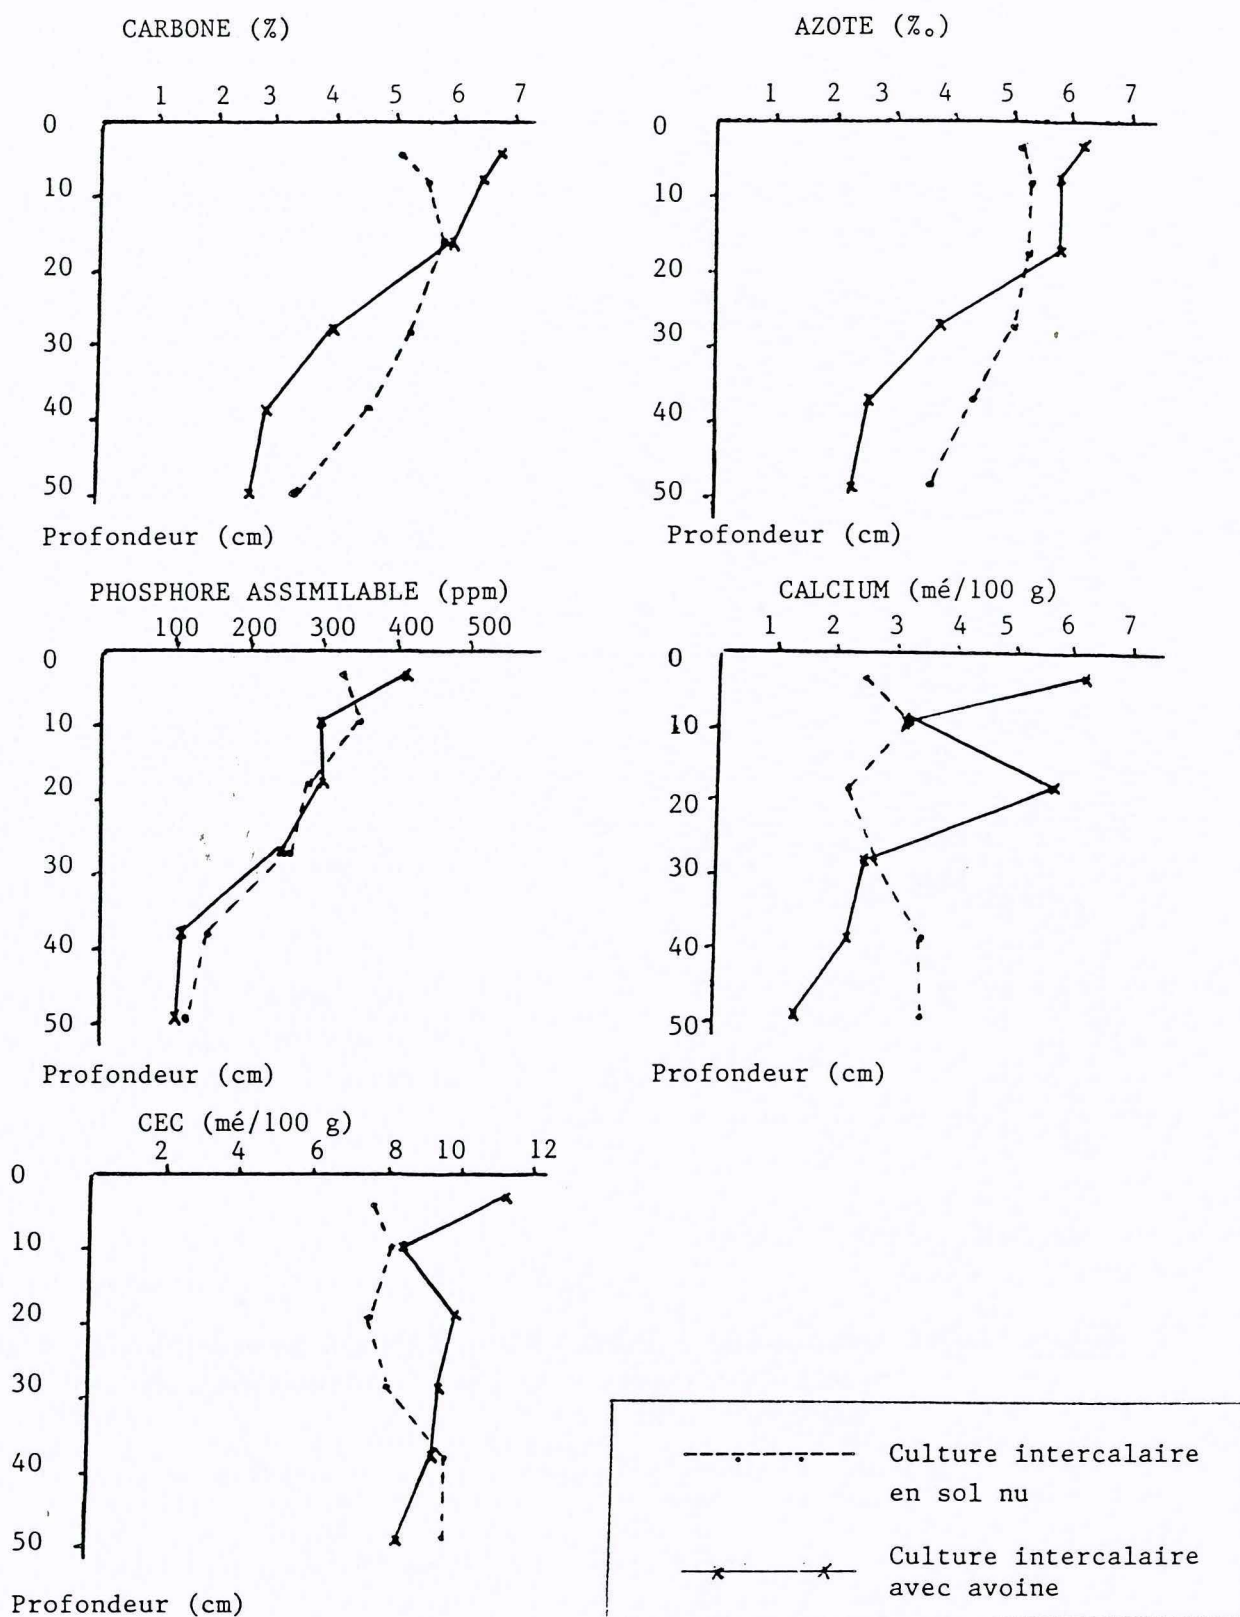 CARBONE (%)
1 2 3 4 5 6 7
0
10
20
30
40
50
Profondeur (cm)
AZOTE (‰)
1 2 3 4 5 6 7
0
10
20
30
40
50
Profondeur (cm)
PHOSPHORE ASSIMILABLE (ppm)
100 200 300 400 500
0
10
20
30
40
50
Profondeur (cm)
CALCIUM (mé/100 g)
1 2 3 4 5 6 7
0
10
20
30
40
50
Profondeur (cm)
CEC (mé/100 g)
2 4 6 8 10 12
0
10
20
30
40
50
Profondeur (cm)
Culture intercalaire
en sol nu
Culture intercalaire
avec avoine